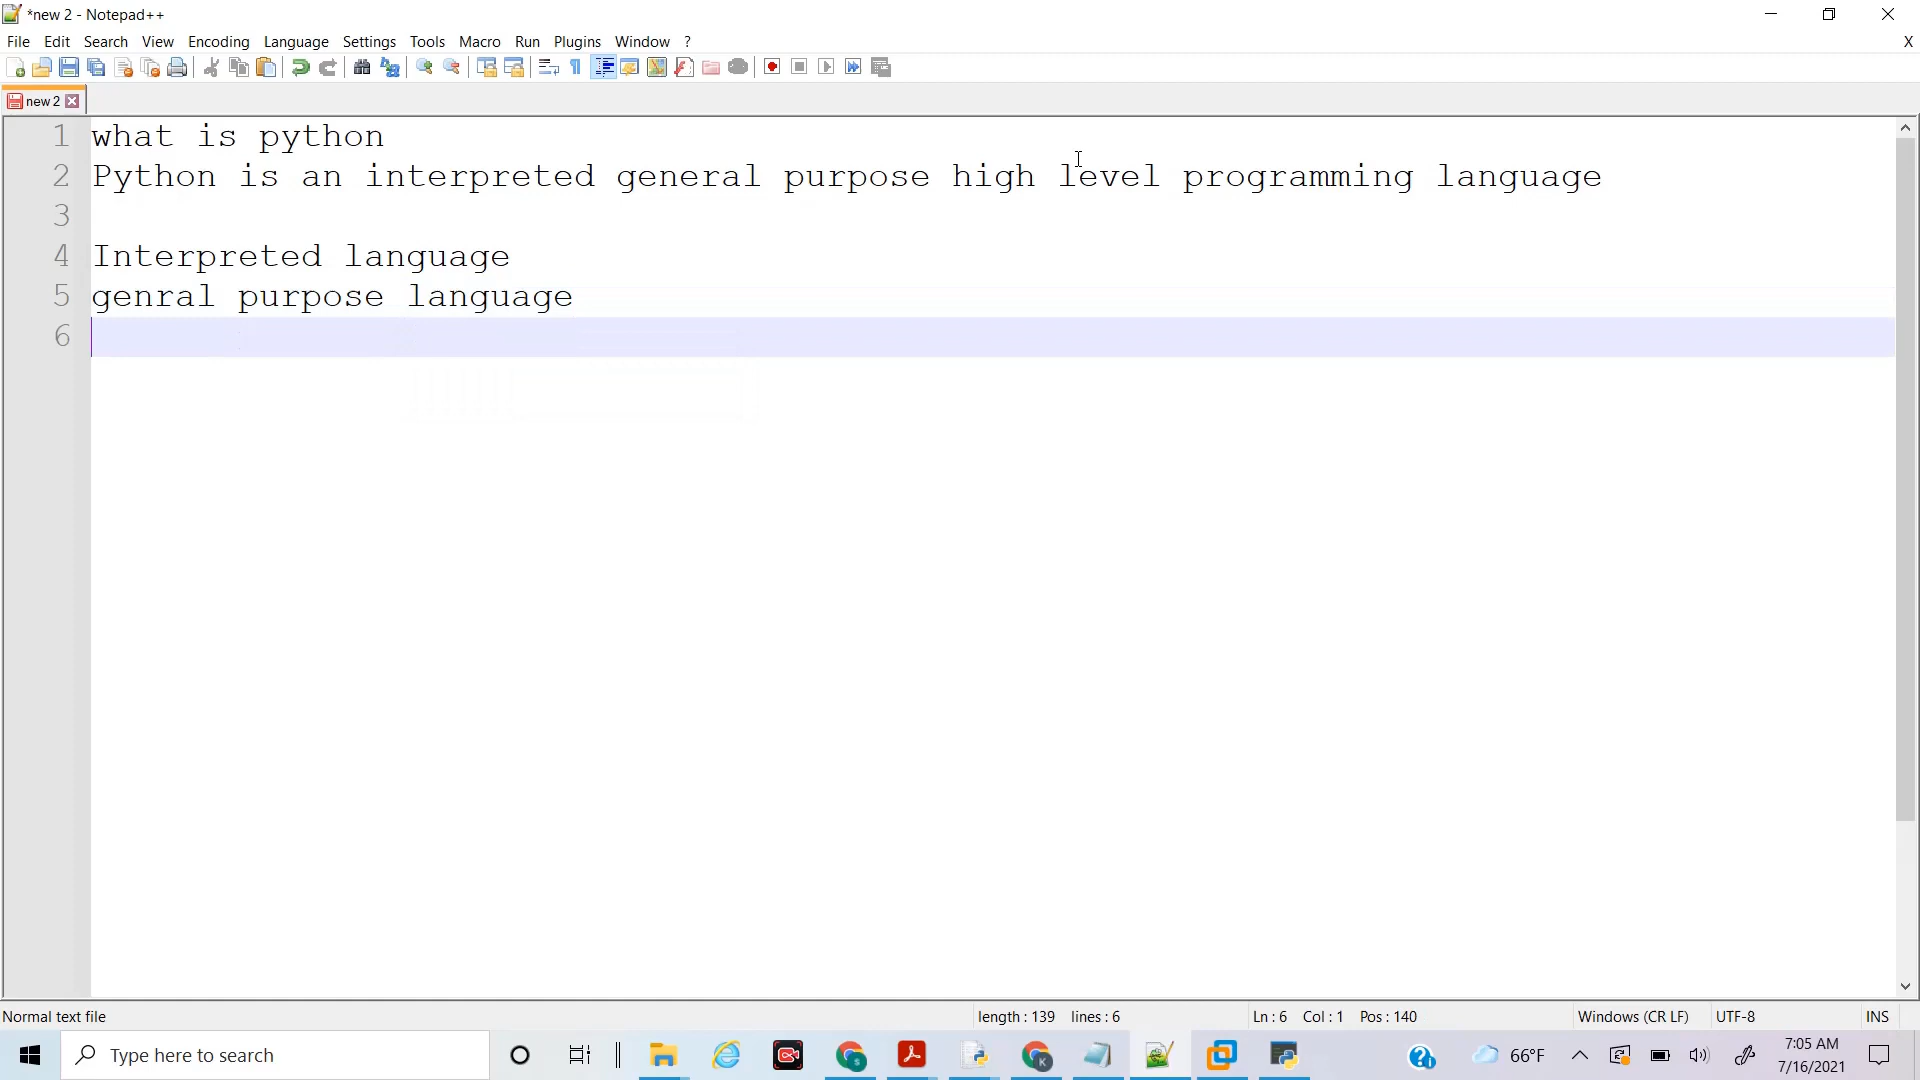 *new 2 - Notepad++
File Edit Search View Encoding Language Settings Tools Macro Run Plugins Window ? X
new 2
1 what is python
2 Python is an interpreted general purpose high level programming language
3
4 Interpreted language
5 genral purpose language
6
Normal text file length : 139 lines : 6 Ln : 6 Col : 1 Pos : 140 Windows (CR LF) UTF-8 INS
Type here to search 66°F 7:05 AM
7/16/2021